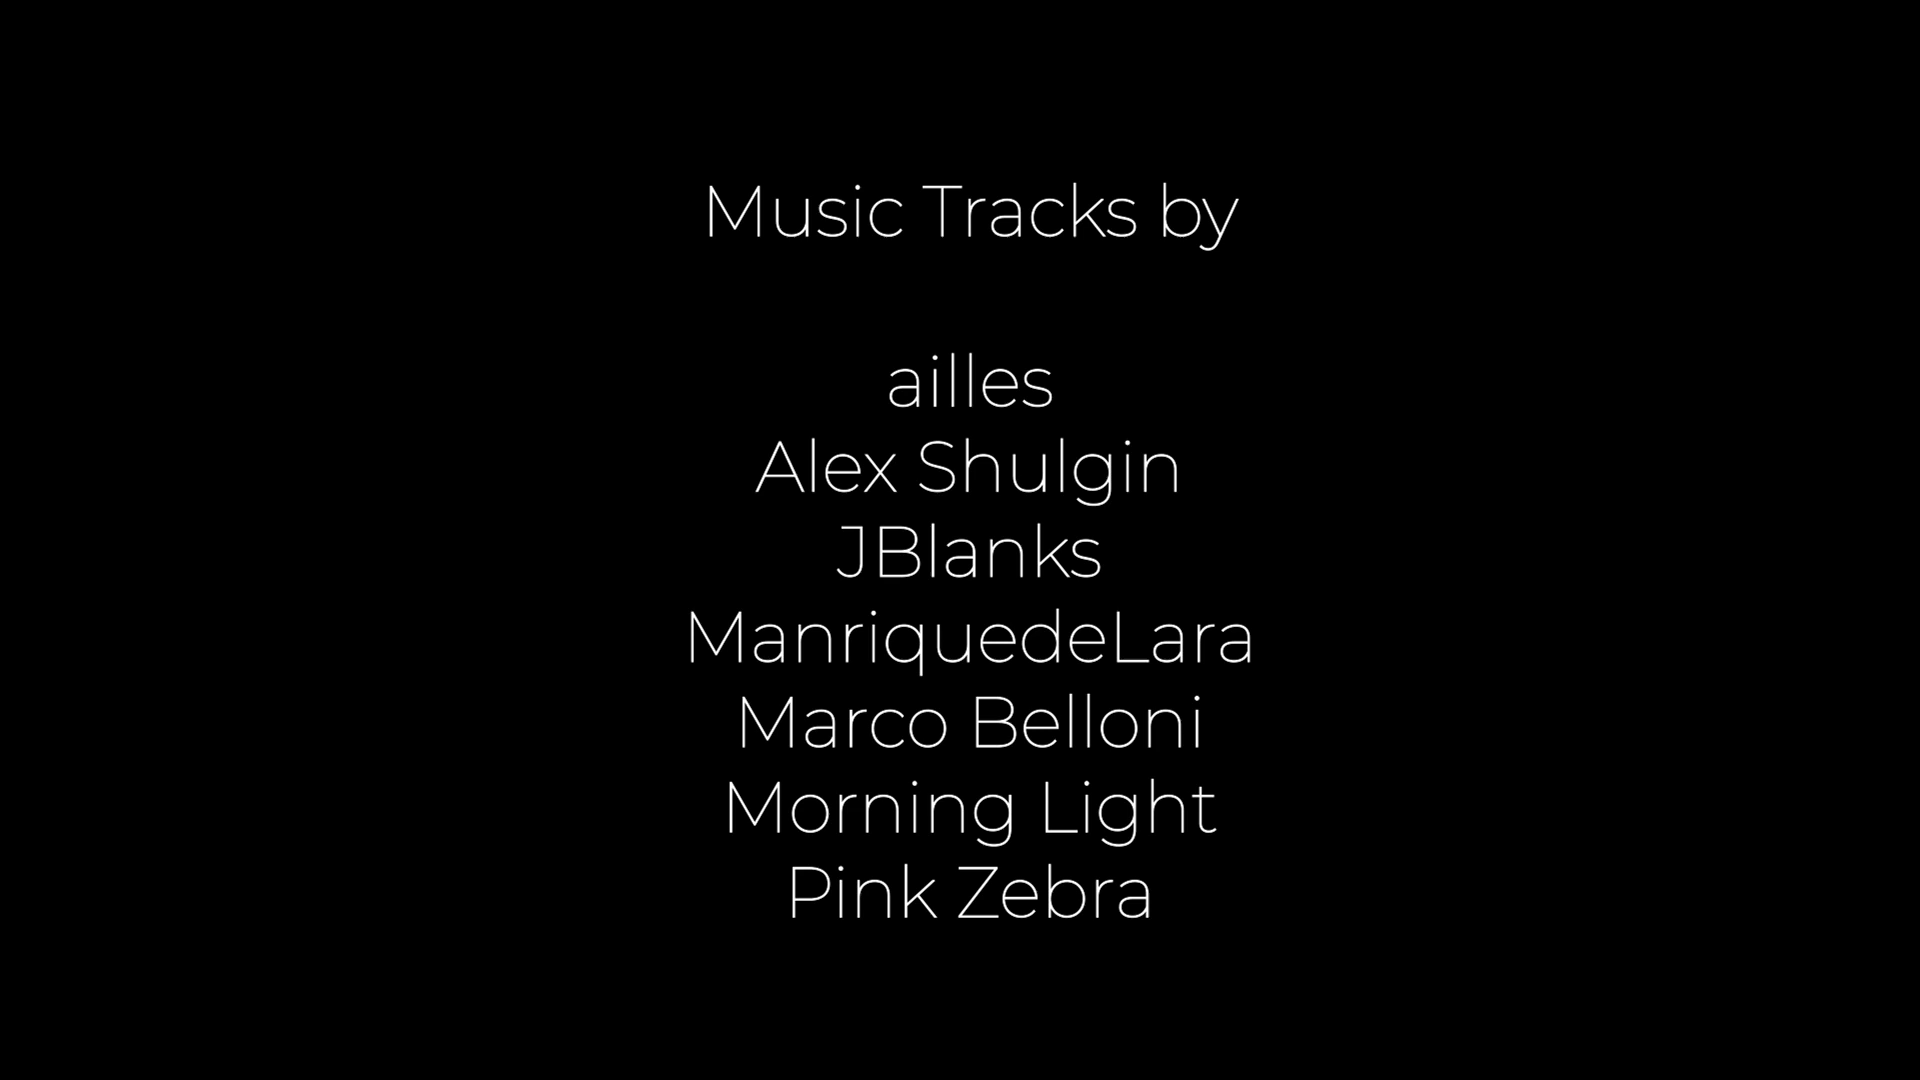 Music Tracks by
ailles
Alex Shulgin
JBlanks
ManriquedeLara
Marco Belloni
Morning Light
Pink Zebra